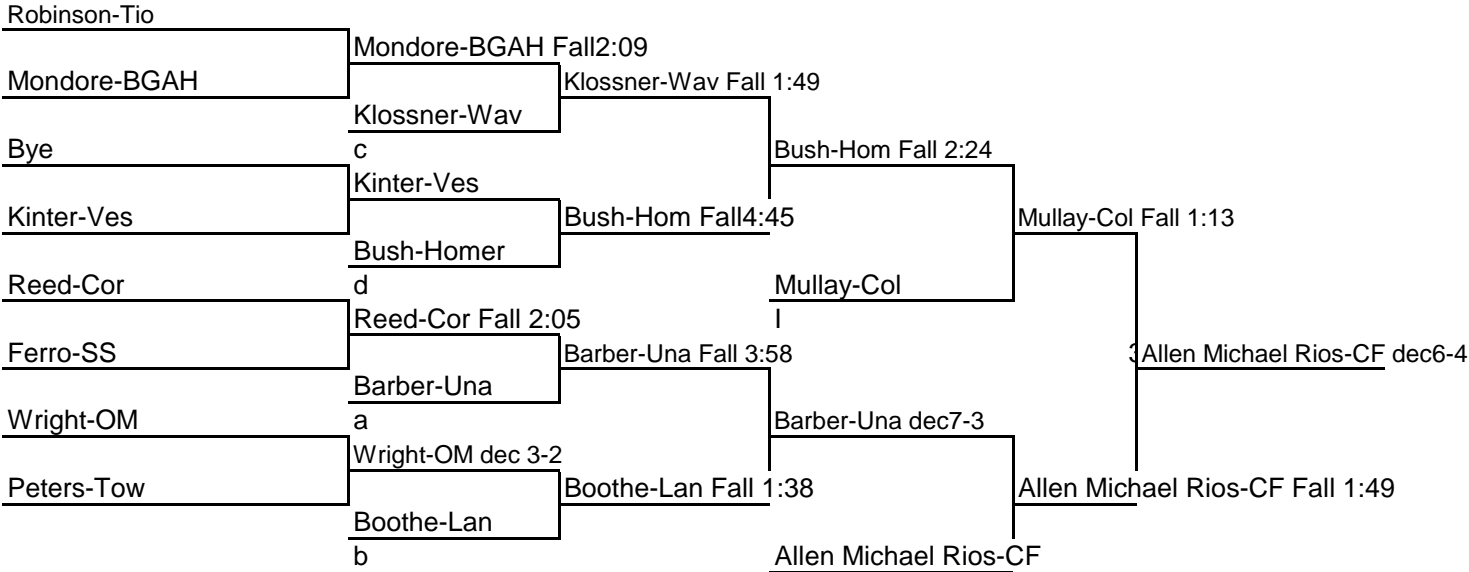 Robinson-Tio
Mondore-BGAH Fall2:09
Mondore-BGAH
Klossner-Wav Fall 1:49
Klossner-Wav
Bye
c
Bush-Hom Fall 2:24
Kinter-Ves
Kinter-Ves
Bush-Hom Fall4:45
Mullay-Col Fall 1:13
Bush-Homer
Reed-Cor
d
Mullay-Col
Reed-Cor Fall 2:05
I
Ferro-SS
Barber-Una Fall 3:58
3
Allen Michael Rios-CF dec6-4
Barber-Una
Wright-OM
a
Barber-Una dec7-3
Wright-OM dec 3-2
Peters-Tow
Boothe-Lan Fall 1:38
Allen Michael Rios-CF Fall 1:49
Boothe-Lan
b
Allen Michael Rios-CF